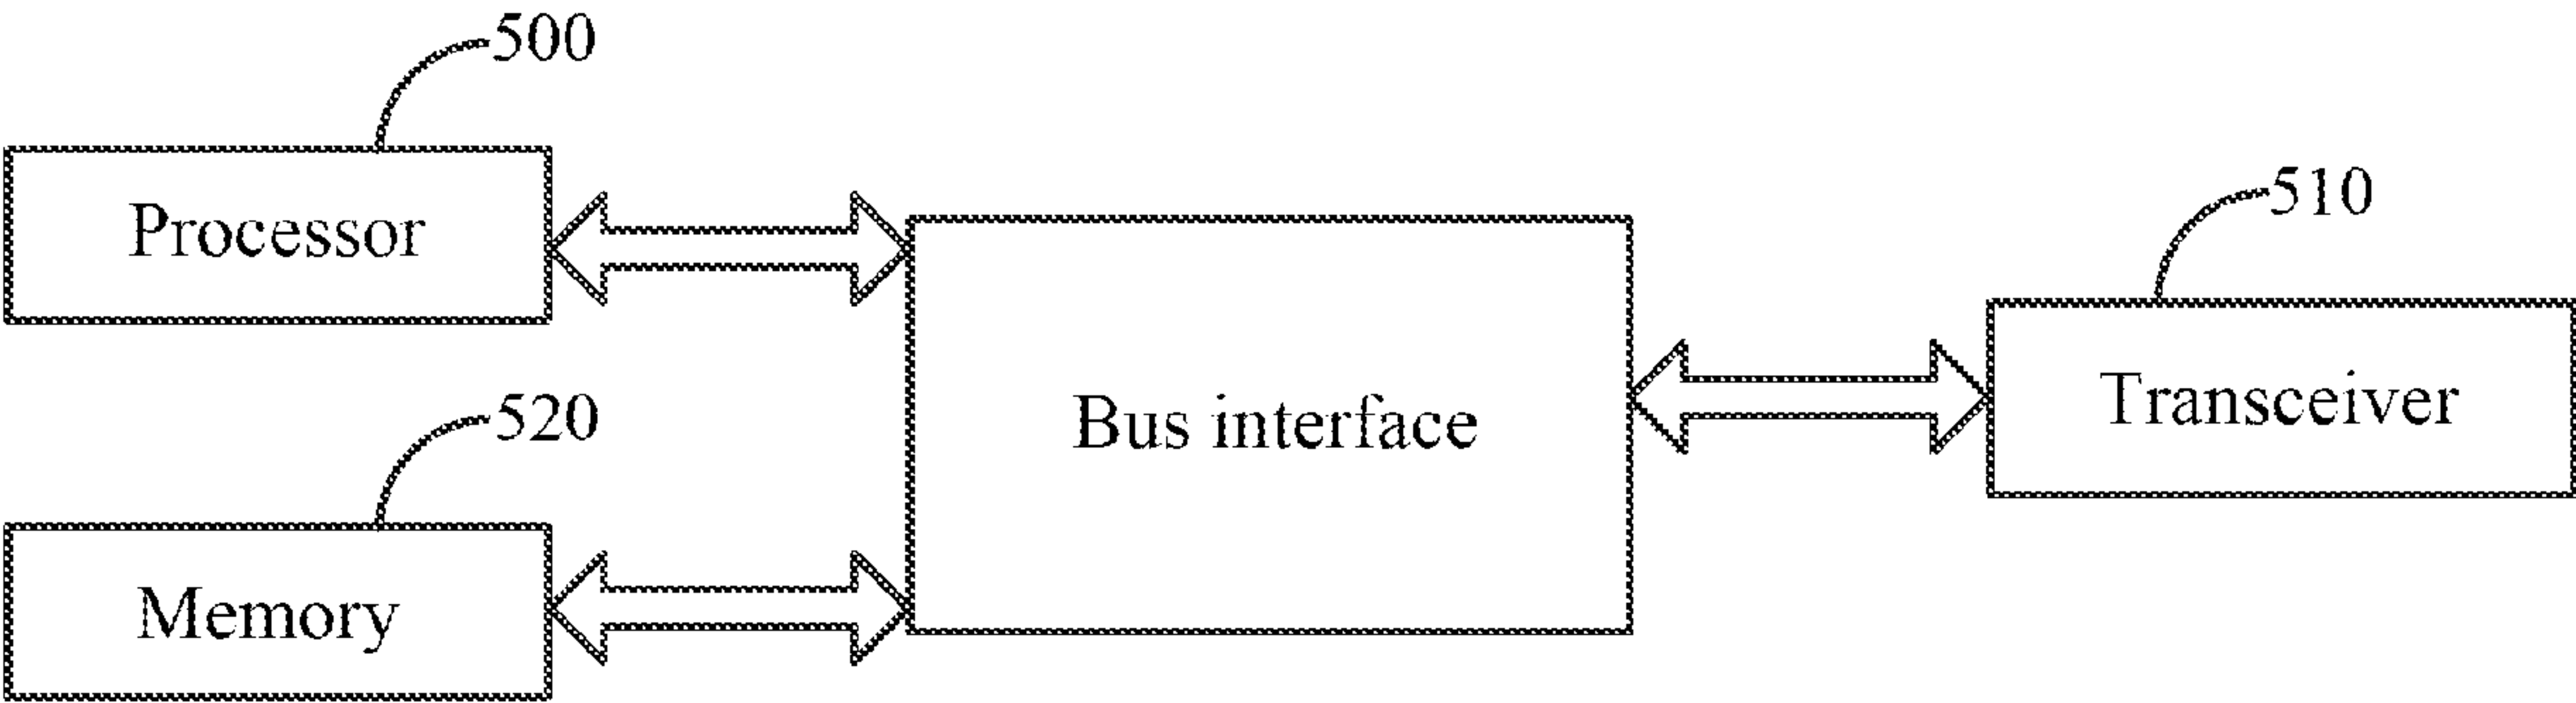 500
Processor
510
520
Bus interface
Transceiver
Memory